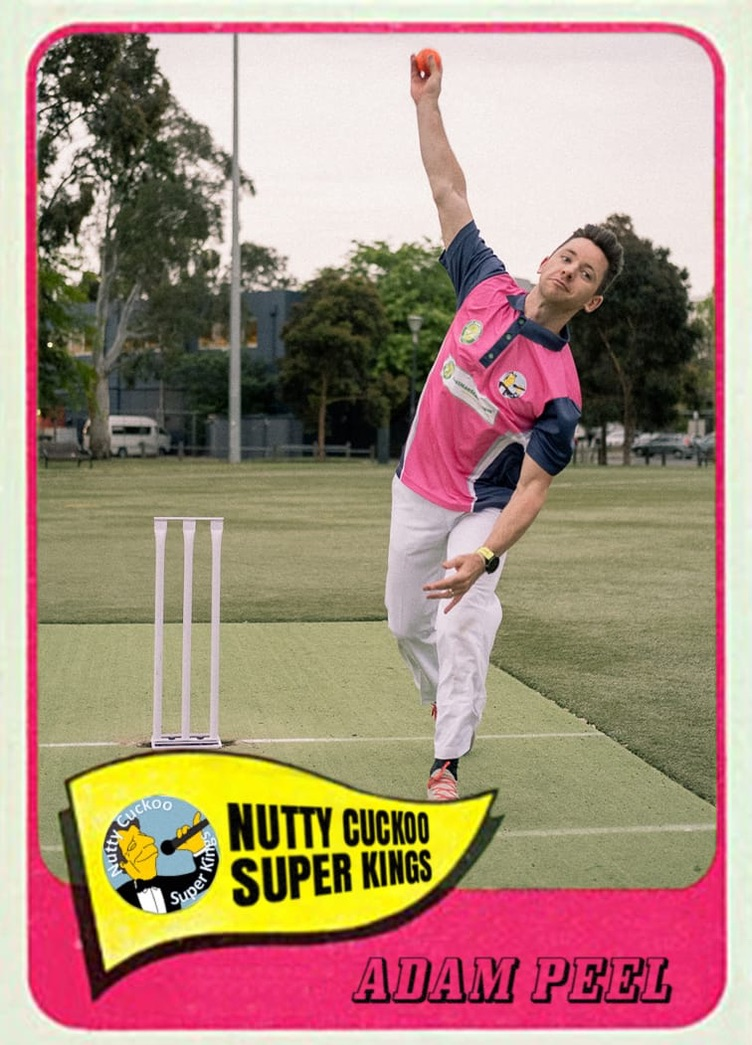 Nutty Cuckoo
Super Kings
NUTTY CUCKOO
SUPER KINGS
ADAM PEEL